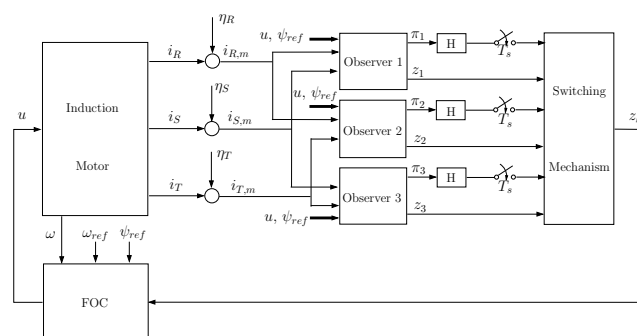 η_R
u, ψ_ref
π_1
H
T_s
i_R
i_{R,m}
Observer 1
z_1
Switching
η_S
u, ψ_ref
π_2
H
T_s
Induction
u
i_S
i_{S,m}
Observer 2
z_2
z
Motor
η_T
π_3
H
T_s
Mechanism
i_T
i_{T,m}
Observer 3
z_3
u, ψ_ref
ω
ω_ref
ψ_ref
FOC